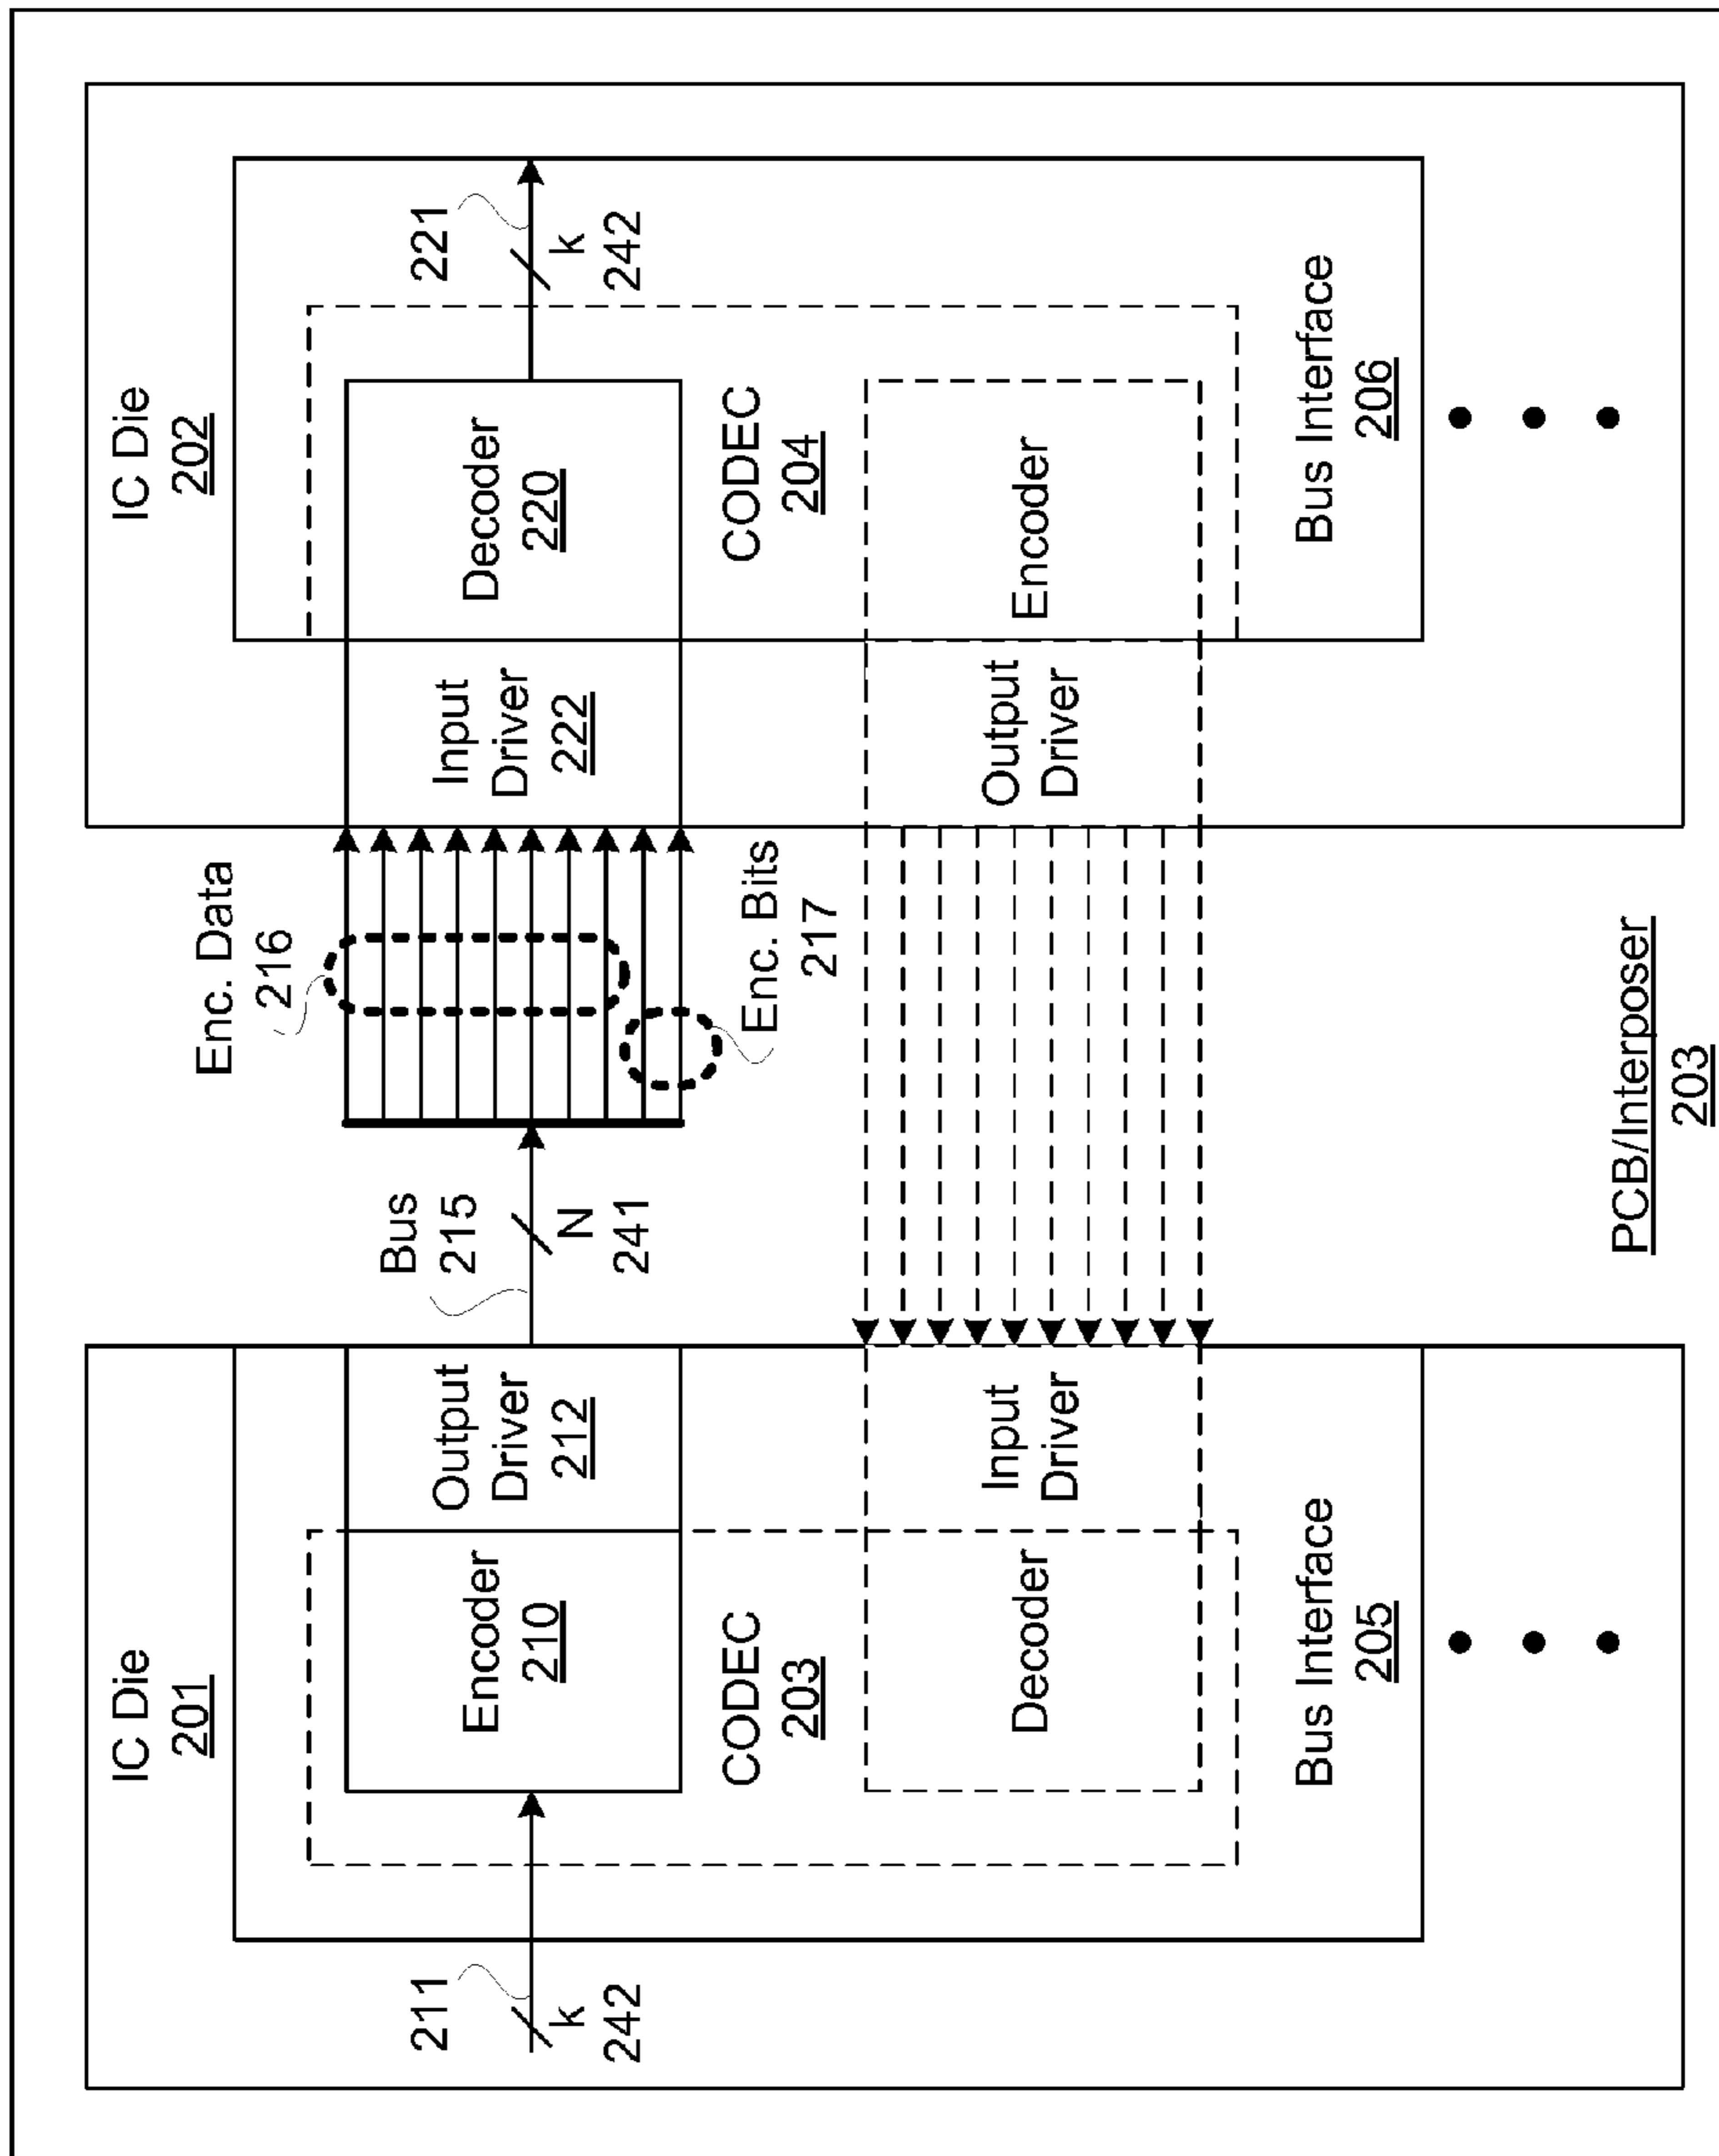 IC Die
201
211
k
242
Encoder
210
Output
Driver
212
CODEC
203
Decoder
Input
Driver
Bus Interface
205
Bus
215
N
241
Enc. Data
216
Enc. Bits
217
IC Die
202
Input
Driver
222
Decoder
220
221
k
242
CODEC
204
Output
Driver
Encoder
Bus Interface
206
PCB/Interposer
203